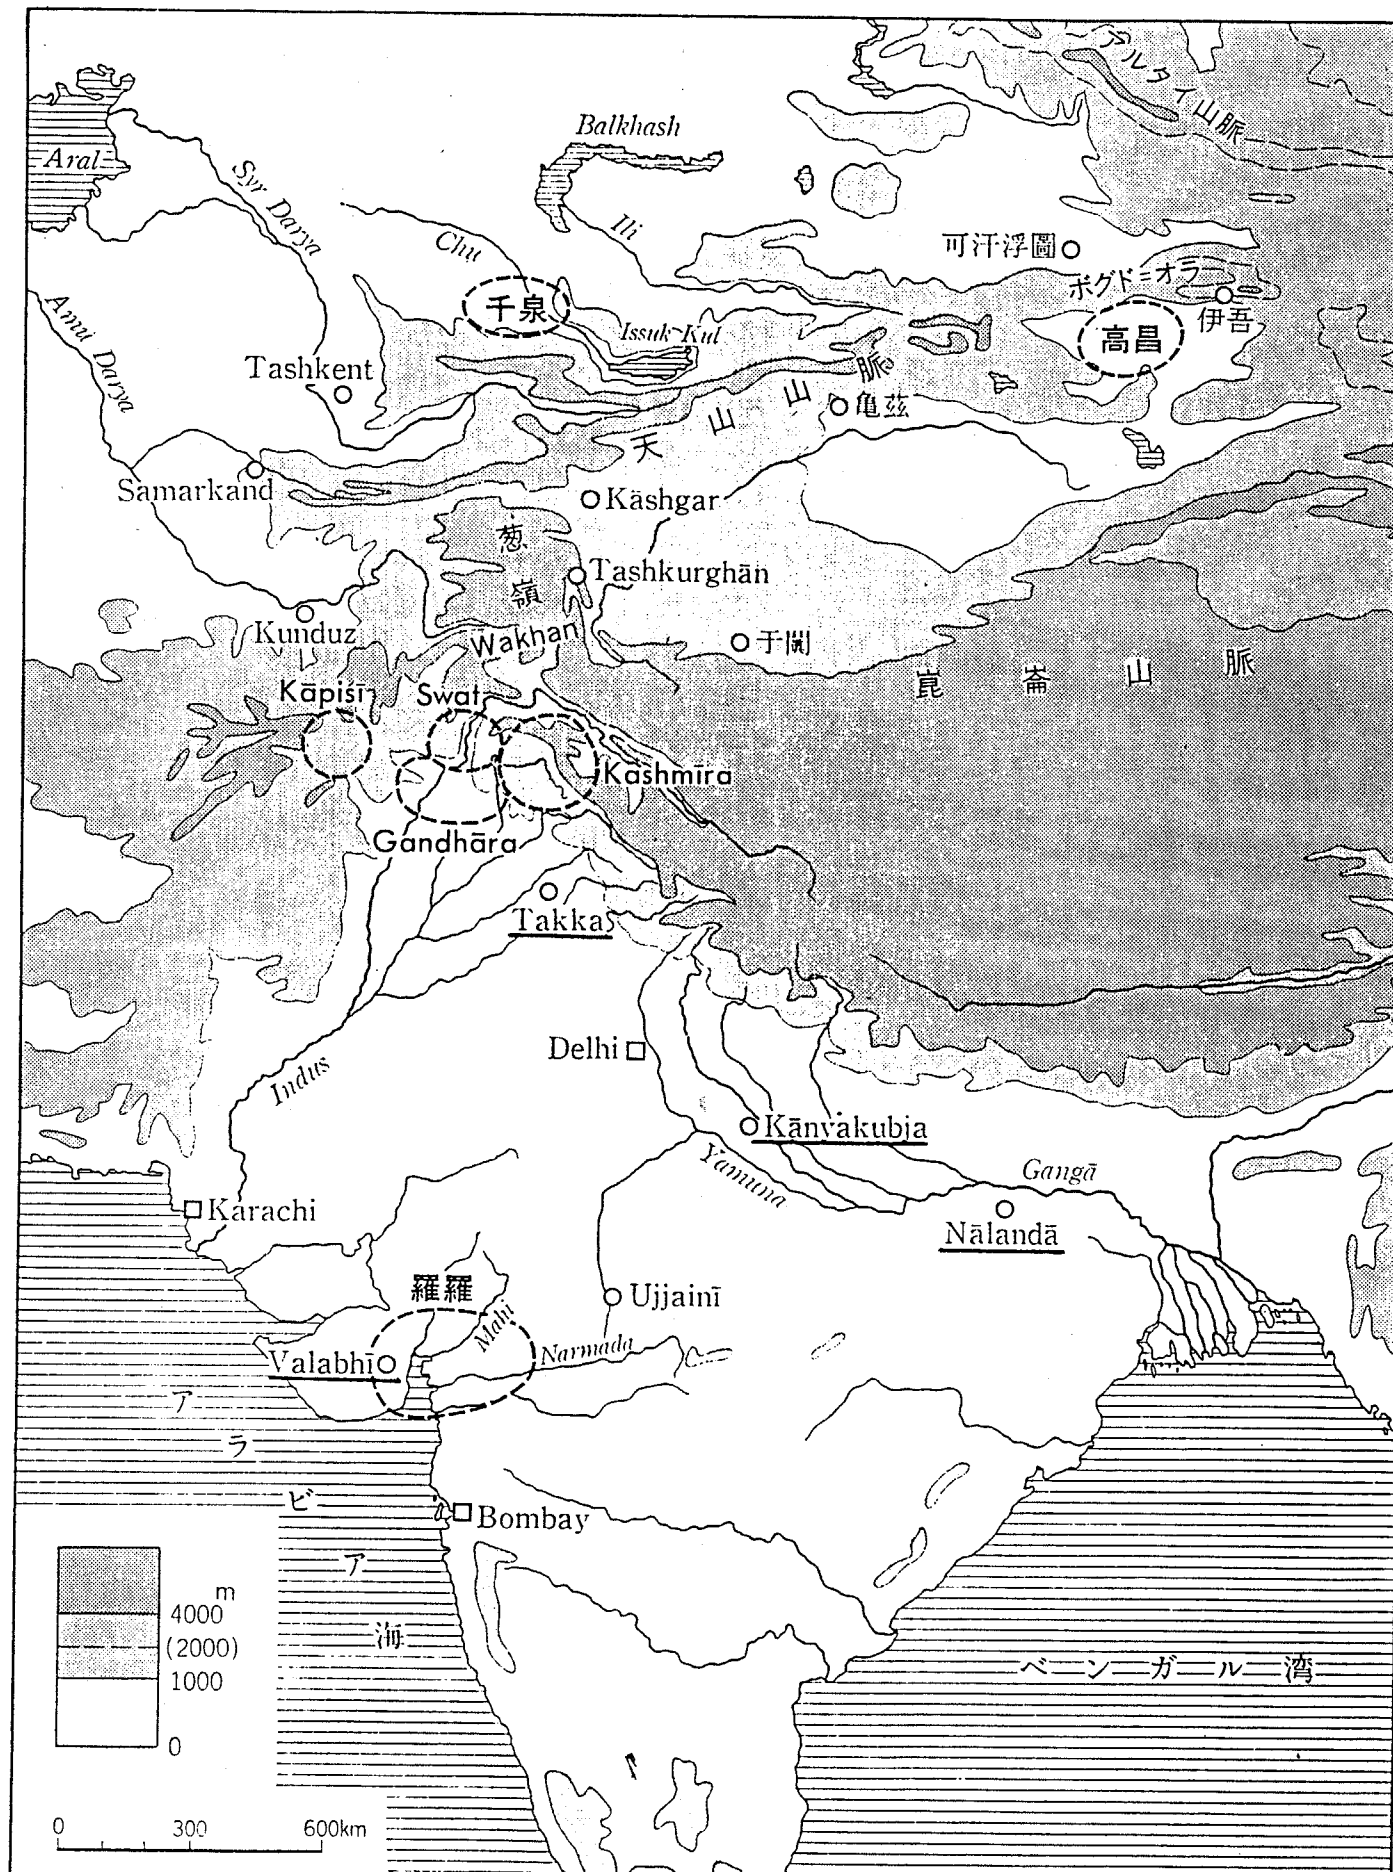 アルタイ山脈
Balkhash
Aral
Syr Darya
Chu
Ili
可汗浮圖
ボグド=オラ
伊吾
千泉
高昌
Issuk-Kul
Amu Darya
Tashkent
天山山脈
亀茲
Samarkand
Kāshgar
葱嶺
Tashkurghān
Kunduz
Wakhan
于闐
崑崙山脈
Kāpiśī
Swat
Kashmīra
Gandhāra
Takka
Delhi
Indus
Kānyakubja
Yamuna
Gangā
Karachi
Nālandā
羅羅
Ujjainī
Mahi
Narmada
Valabhī
アラビア海
Bombay
m
4000
(2000)
1000
0
ベンガル湾
0 300 600km